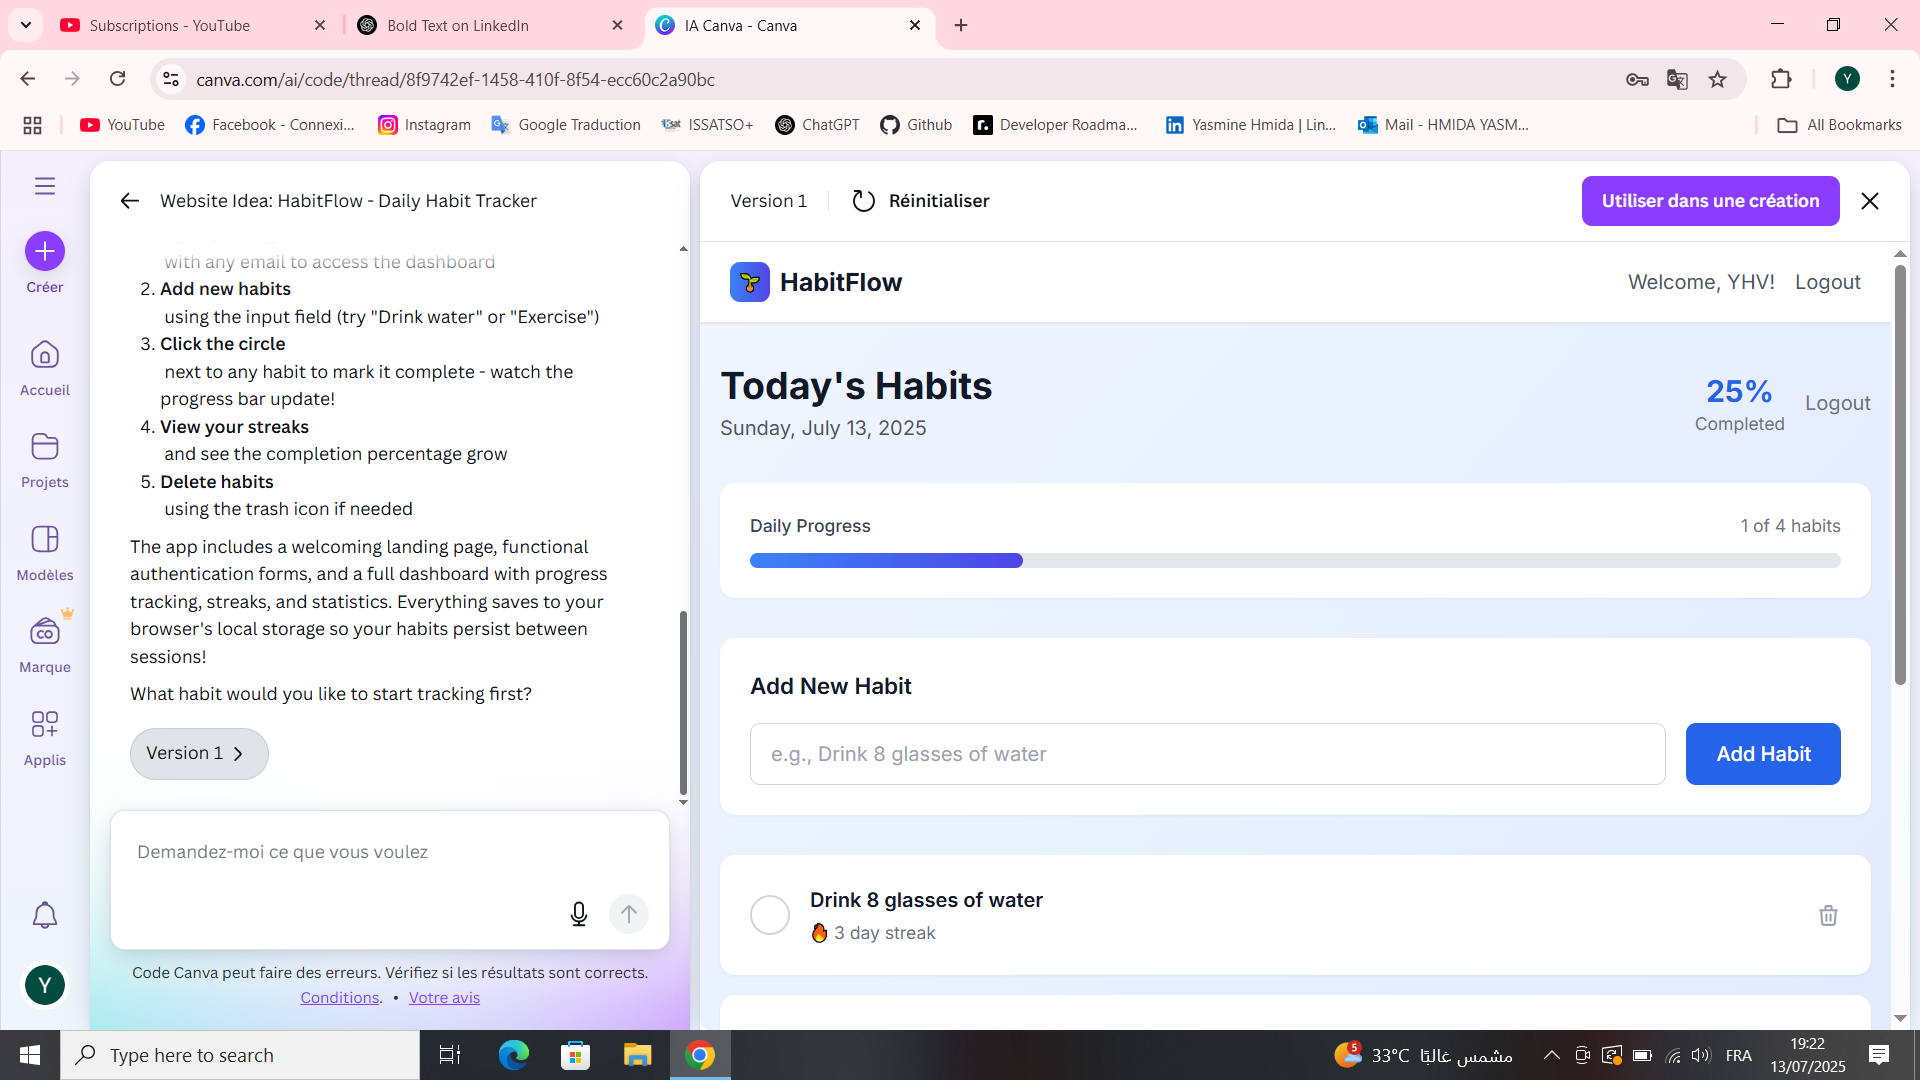 Subscriptions - YouTube
Bold Text on LinkedIn
IA Canva - Canva
canva.com/ai/code/thread/8f9742ef-1458-410f-8f54-ecc60c2a90bc
Y
YouTube
Facebook - Connexi...
Instagram
Google Traduction
ISSATSO+
ChatGPT
Github
Developer Roadma...
Yasmine Hmida | Lin...
Mail - HMIDA YASM...
All Bookmarks
Créer
Accueil
Projets
Modèles
Marque
Applis
Y
Website Idea: HabitFlow - Daily Habit Tracker
with any email to access the dashboard
2. Add new habits
using the input field (try "Drink water" or "Exercise")
3. Click the circle
next to any habit to mark it complete - watch the
progress bar update!
4. View your streaks
and see the completion percentage grow
5. Delete habits
using the trash icon if needed
The app includes a welcoming landing page, functional
authentication forms, and a full dashboard with progress
tracking, streaks, and statistics. Everything saves to your
browser's local storage so your habits persist between
sessions!
What habit would you like to start tracking first?
Version 1
Demandez-moi ce que vous voulez
Code Canva peut faire des erreurs. Vérifiez si les résultats sont corrects.
Conditions. • Votre avis
Version 1
Réinitialiser
Utiliser dans une création
HabitFlow
Welcome, YHV!
Logout
Today's Habits
Sunday, July 13, 2025
25%
Completed
Logout
Daily Progress
1 of 4 habits
Add New Habit
e.g., Drink 8 glasses of water
Add Habit
Drink 8 glasses of water
3 day streak
Type here to search
5
33°C مشمس غالبًا
FRA
19:22
13/07/2025